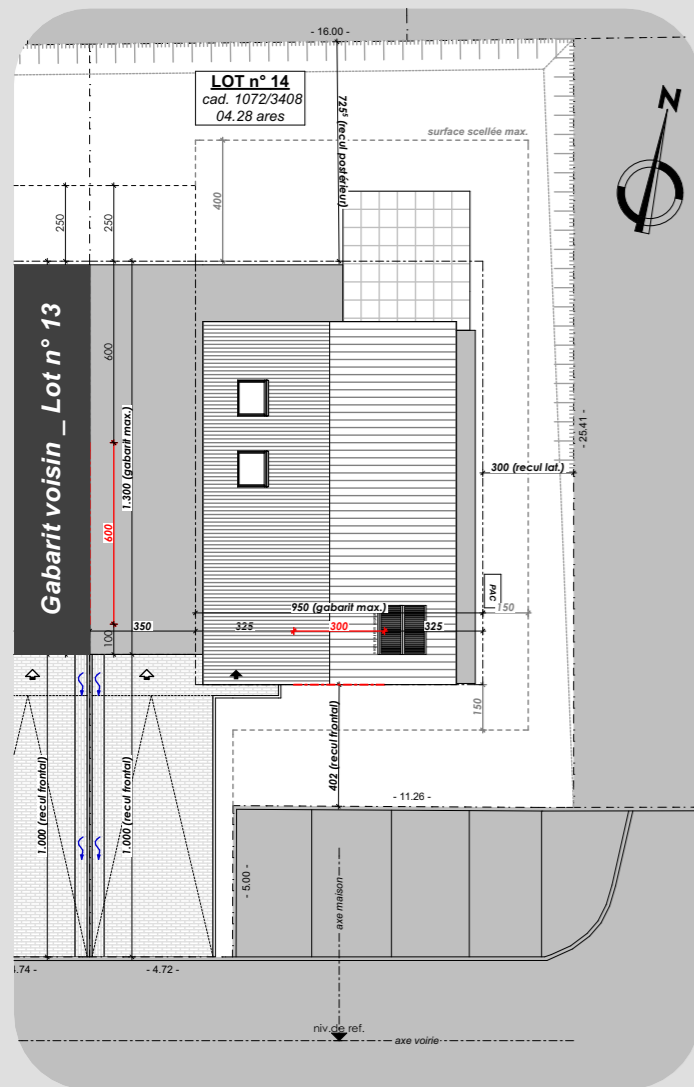 - 16.00 -
LOT n° 14
cad. 1072/3408
04.28 ares
N
725⁵ (recul postérieur)
surface scellée max.
400
250
250
Gabarit voisin _ Lot n° 13
600
1.300 (gabarit max.)
600
100
- 25.41 -
300 (recul lat.)
PAC
950 (gabarit max.)
150
350
325
300
325
150
402 (recul frontal)
1.000 (recul frontal)
1.000 (recul frontal)
- 11.26 -
- 5.00 -
axe maison
4.74 -
- 4.72 -
niv.de ref.
axe voirie